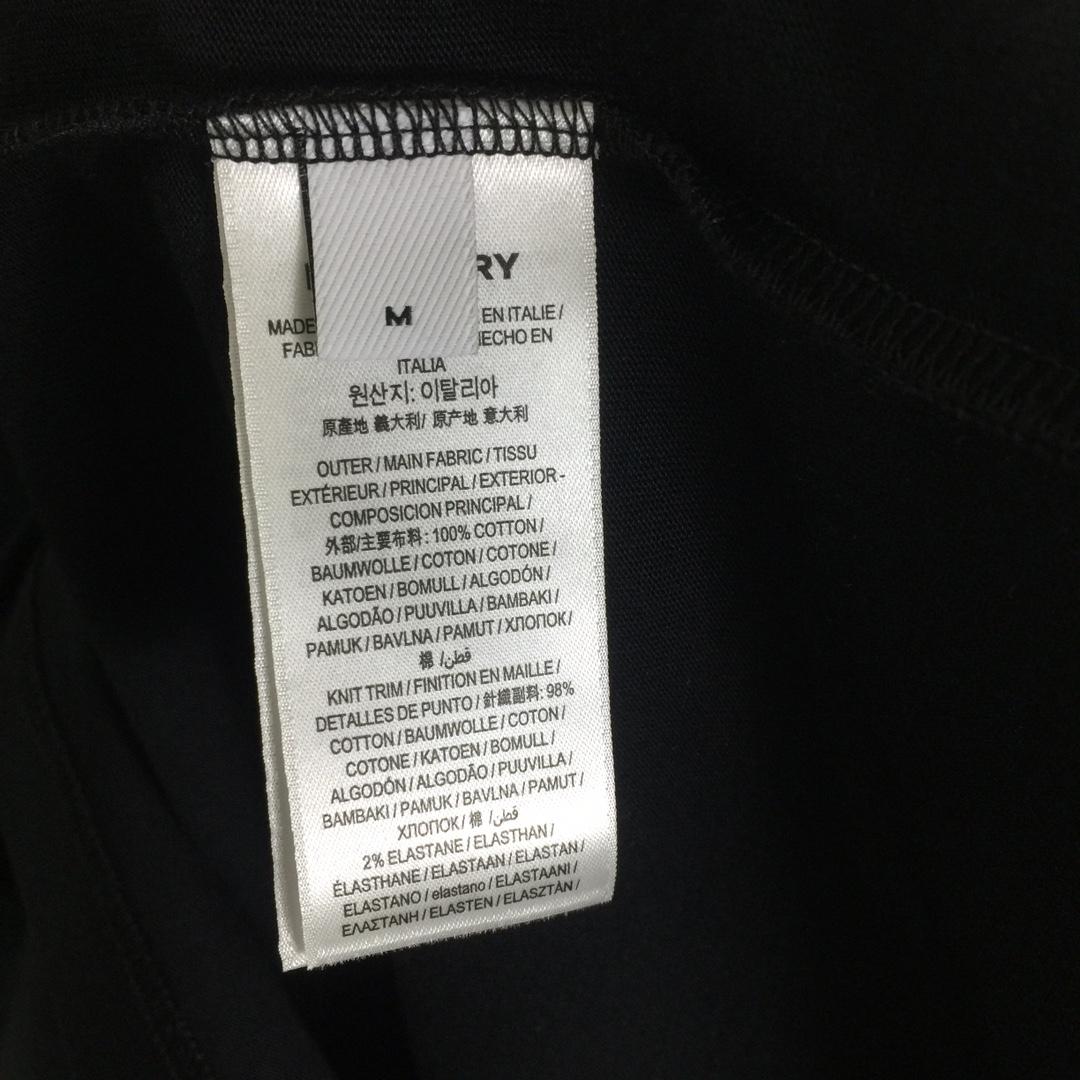 RY
M
MADE EN ITALIE /
FAB HECHO EN
ITALIA
원산지: 이탈리아
原產地 義大利/ 原产地 意大利
OUTER / MAIN FABRIC / TISSU
EXTÉRIEUR / PRINCIPAL / EXTERIOR -
COMPOSICION PRINCIPAL /
外部/主要布料: 100% COTTON /
BAUMWOLLE / COTON / COTONE /
KATOEN / BOMULL / ALGODÓN /
ALGODÃO / PUUVILLA / BAMBAKI /
PAMUK / BAVLNA / PAMUT / ХЛОПОК /
棉 /قطن/
KNIT TRIM / FINITION EN MAILLE /
DETALLES DE PUNTO / 針織副料: 98%
COTTON / BAUMWOLLE / COTON /
COTONE / KATOEN / BOMULL /
ALGODÓN / ALGODÃO / PUUVILLA /
BAMBAKI / PAMUK / BAVLNA / PAMUT /
ХЛОПОК / 棉 /قطن/
2% ELASTANE / ELASTHAN /
ÉLASTHANE / ELASTAAN / ELASTAN /
ELASTANO / elastano / ELASTAANI /
ΕΛΑΣΤΑΝΗ / ELASTEN / ELASZTÀN /